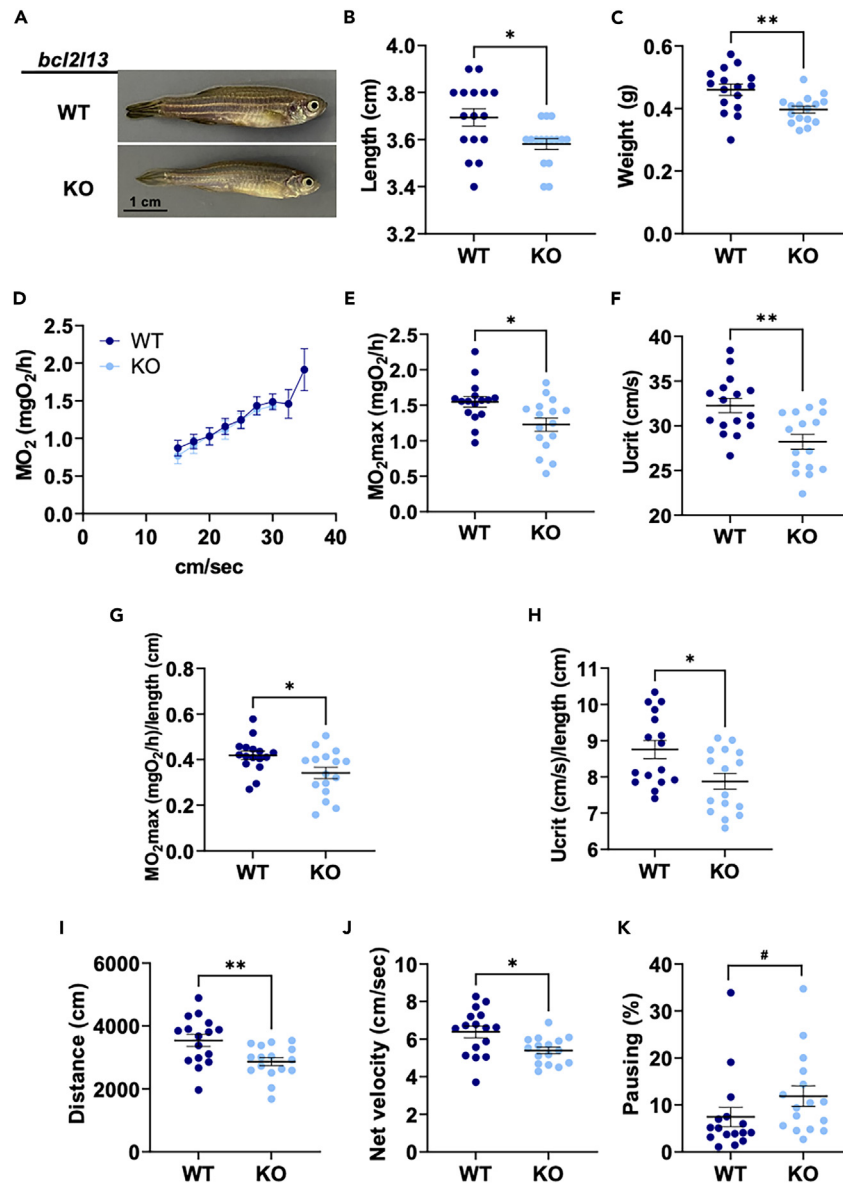 A
bcl2l13
WT
KO
1 cm
B
Length (cm)
4.0
3.8
3.6
3.4
3.2
*
WT KO
C
Weight (g)
0.6
0.4
0.2
0.0
**
WT KO
D
MO2 (mgO2/h)
2.5
2.0
1.5
1.0
0.5
0.0
WT
KO
0 10 20 30 40
cm/sec
E
MO2max (mgO2/h)
2.5
2.0
1.5
1.0
0.5
0.0
*
WT KO
F
Ucrit (cm/s)
40
35
30
25
20
**
WT KO
G
MO2max (mgO2/h)/length (cm)
0.8
0.6
0.4
0.2
0.0
*
WT KO
H
Ucrit (cm/s)/length (cm)
11
10
9
8
7
6
*
WT KO
I
Distance (cm)
6000
4000
2000
0
**
WT KO
J
Net velocity (cm/sec)
10
8
6
4
2
0
*
WT KO
K
Pausing (%)
40
30
20
10
0
#
WT KO